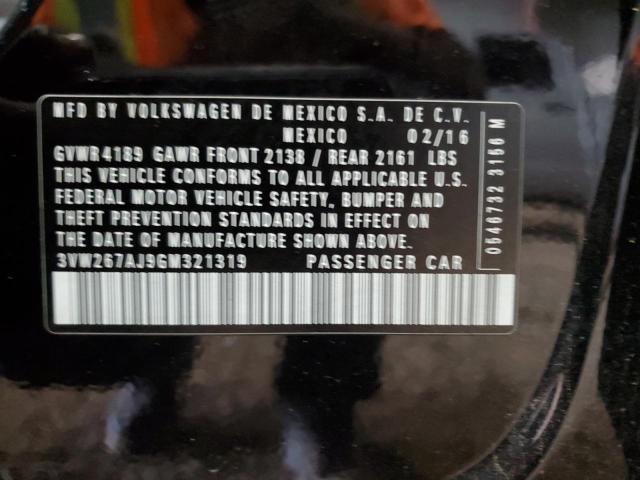 MFD BY VOLKSWAGEN DE MEXICO S.A. DE C.V.
MEXICO 02/16
GVWR 4189 GAWR FRONT 2138 / REAR 2161 LBS
THIS VEHICLE CONFORMS TO ALL APPLICABLE U.S.
FEDERAL MOTOR VEHICLE SAFETY, BUMPER AND
THEFT PREVENTION STANDARDS IN EFFECT ON
THE DATE OF MANUFACTURE SHOWN ABOVE.
3VW267AJ9GM321319 PASSENGER CAR
0546732 3156 M